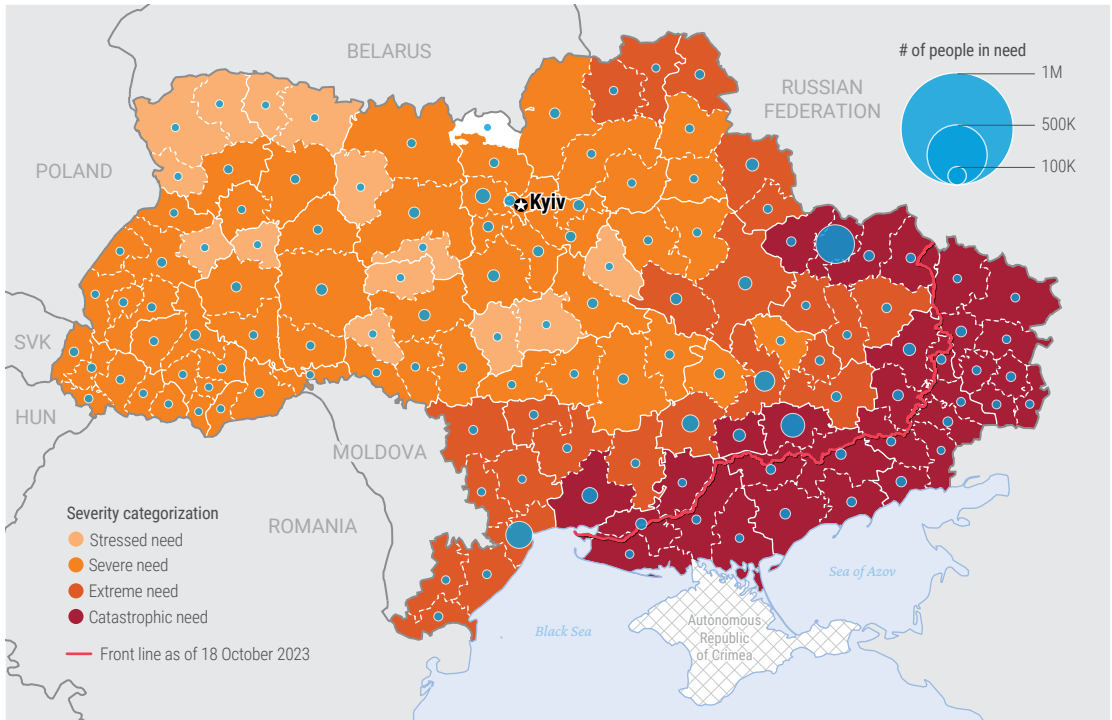 BELARUS
# of people in need
1M
RUSSIAN
FEDERATION
500K
100K
POLAND
Kyiv
SVK
HUN
MOLDOVA
ROMANIA
Severity categorization
Stressed need
Severe need
Extreme need
Catastrophic need
Front line as of 18 October 2023
Sea of Azov
Black Sea
Autonomous
Republic
of Crimea